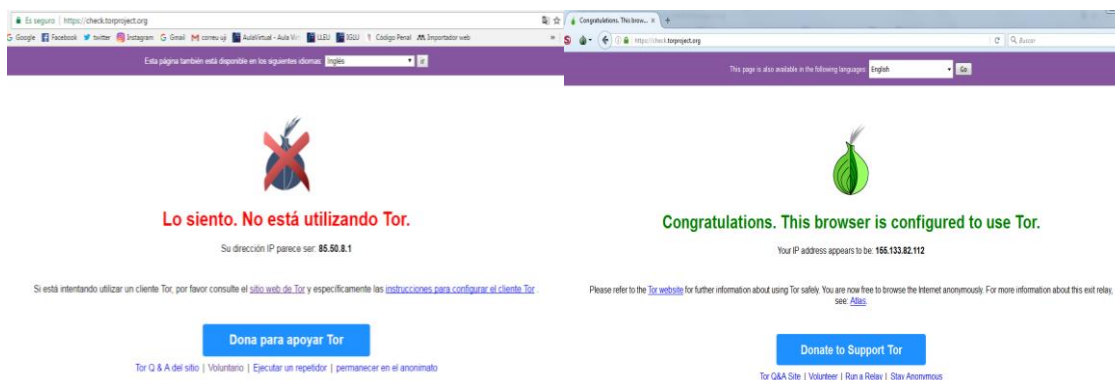 Es seguro | https://check.torproject.org
Google Facebook twitter Instagram Gmail M correu uji AulaVirtual - Aula Vir LLEU IGLU Código Penal Importador web »
Esta página también está disponible en los siguientes idiomas: Inglés ir
Lo siento. No está utilizando Tor.
Su dirección IP parece ser: 85.50.8.1
Si está intentando utilizar un cliente Tor, por favor consulte el sitio web de Tor y específicamente las instrucciones para configurar el cliente Tor .
Dona para apoyar Tor
Tor Q & A del sitio | Voluntario | Ejecutar un repetidor | permanecer en el anonimato
Congratulations. This brow... × +
https://check.torproject.org Buscar
This page is also available in the following languages: English Go
Congratulations. This browser is configured to use Tor.
Your IP address appears to be: 155.133.82.112
Please refer to the Tor website for further information about using Tor safely. You are now free to browse the Internet anonymously. For more information about this exit relay,
see: Atlas.
Donate to Support Tor
Tor Q&A Site | Volunteer | Run a Relay | Stay Anonymous